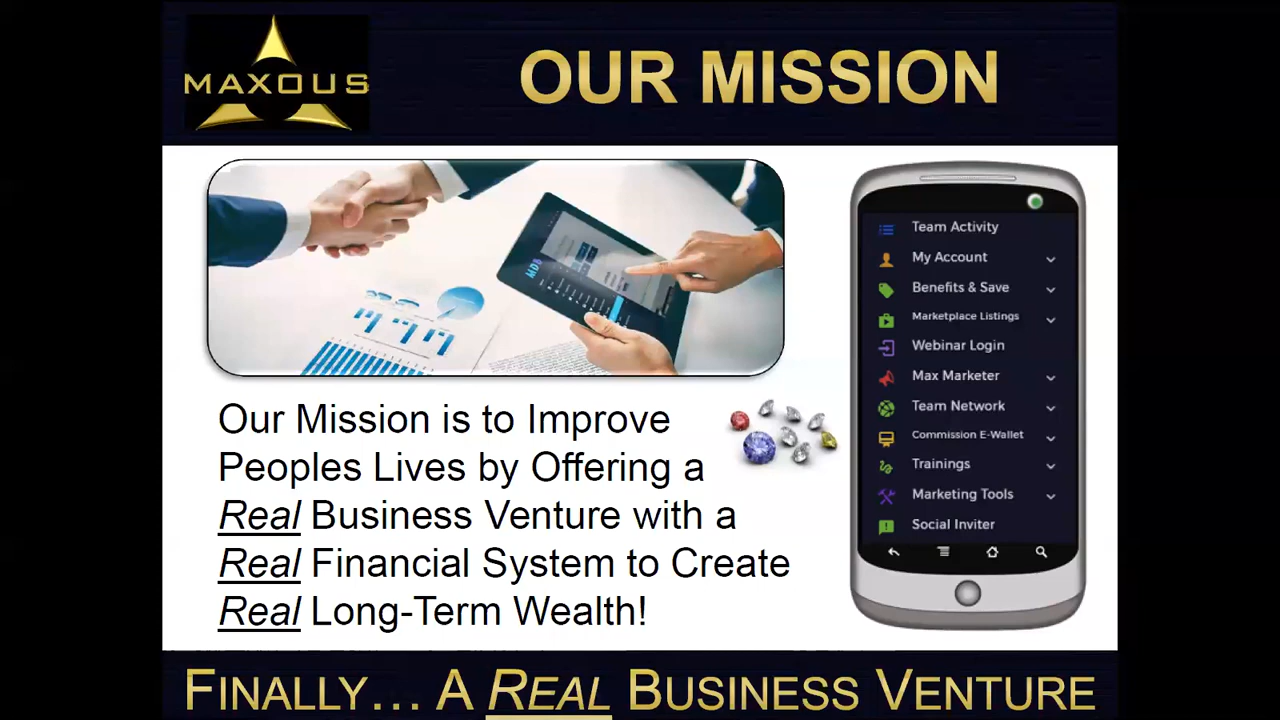 MAXOUS
OUR MISSION
MDB
Team Activity
My Account
Benefits & Save
Marketplace Listings
Webinar Login
Max Marketer
Team Network
Commission E-Wallet
Trainings
Marketing Tools
Social Inviter
Our Mission is to Improve
Peoples Lives by Offering a
Real Business Venture with a
Real Financial System to Create
Real Long-Term Wealth!
FINALLY... A REAL BUSINESS VENTURE